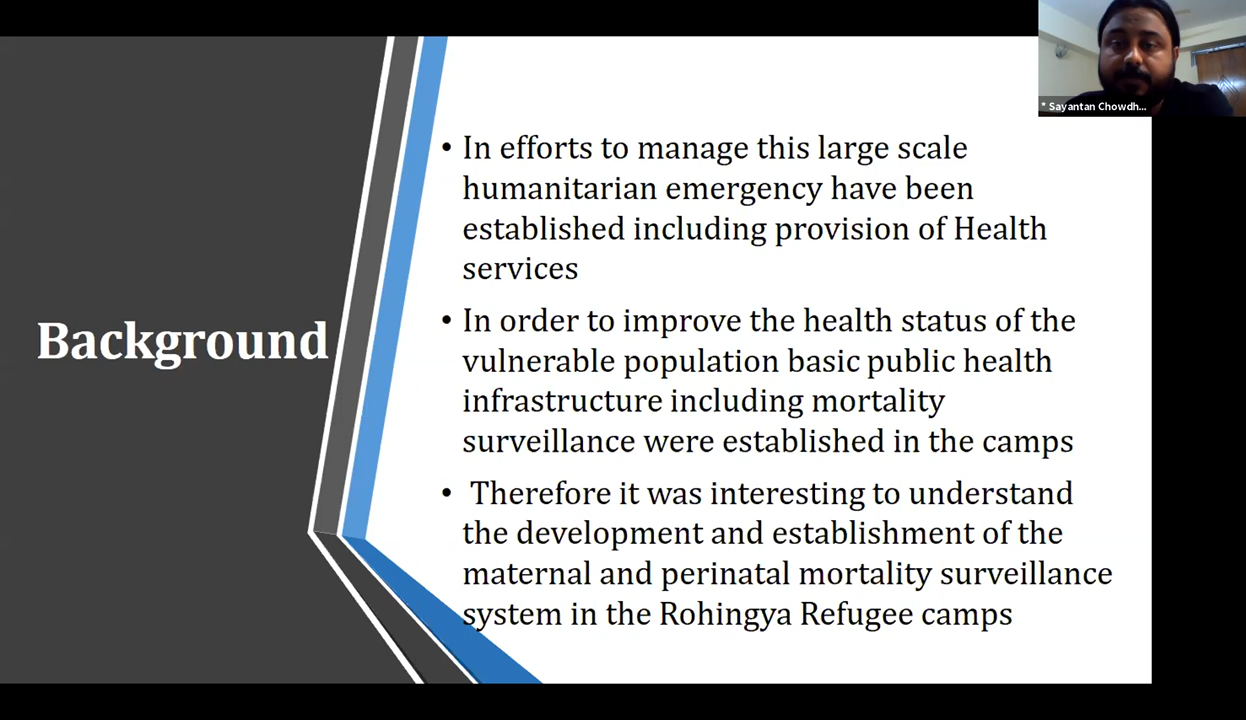 * Sayantan Chowdh...
• In efforts to manage this large scale
humanitarian emergency have been
established including provision of Health
services
Background
• In order to improve the health status of the
vulnerable population basic public health
infrastructure including mortality
surveillance were established in the camps
• Therefore it was interesting to understand
the development and establishment of the
maternal and perinatal mortality surveillance
system in the Rohingya Refugee camps